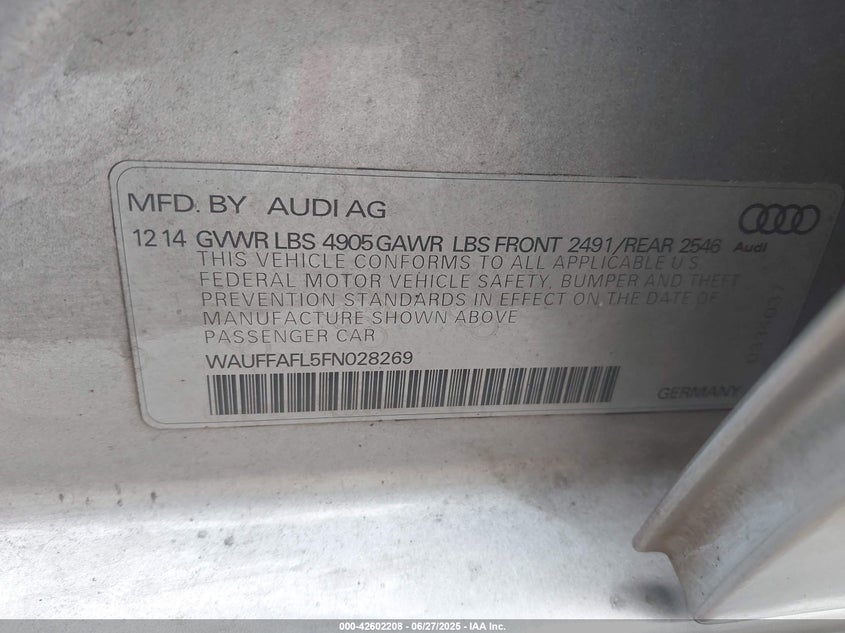 MFD. BY AUDI AG
12 14 GVWR LBS 4905 GAWR LBS FRONT 2491/REAR 2546
Audi
THIS VEHICLE CONFORMS TO ALL APPLICABLE U S
FEDERAL MOTOR VEHICLE SAFETY, BUMPER AND THEFT
PREVENTION STANDARDS IN EFFECT ON THE DATE OF
MANUFACTURE SHOWN ABOVE
PASSENGER CAR
WAUFFAFL5FN028269
GERMANY
000-42602208 - 06/27/2025 - IAA Inc.